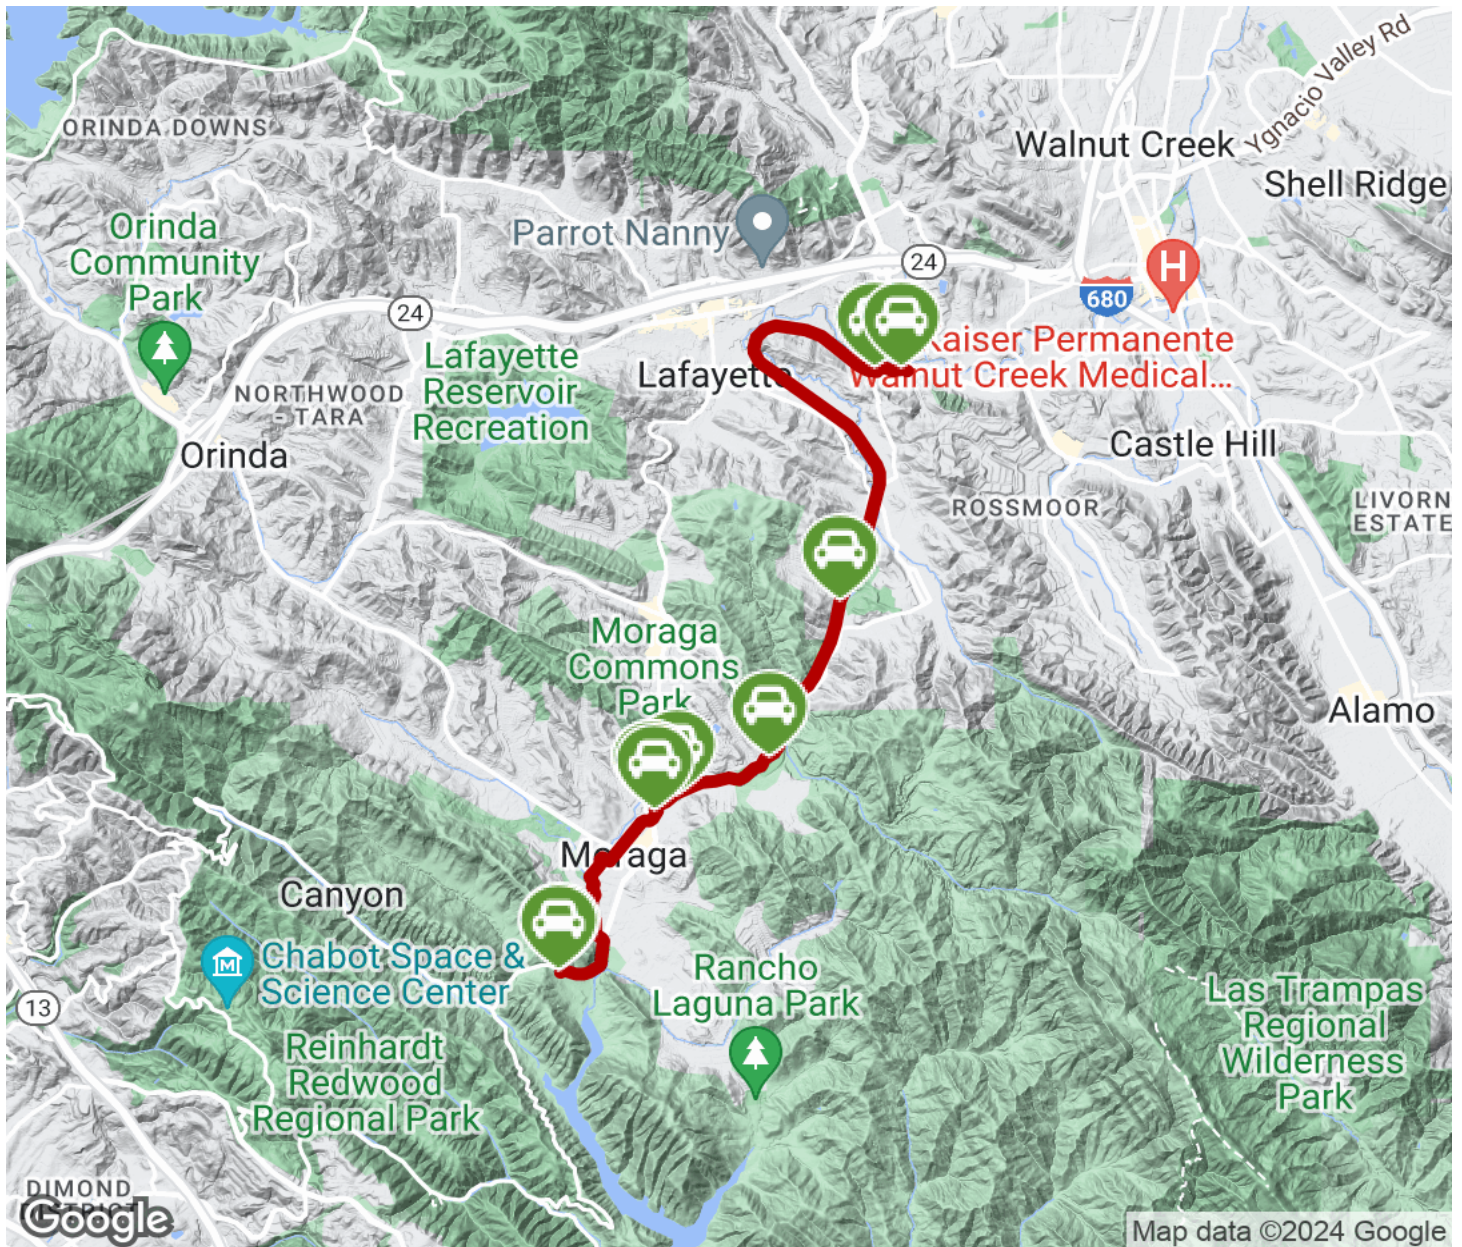 Ygnacio Valley Rd
ORINDA DOWNS
Walnut Creek
Shell Ridge
Orinda
Community
Park
Parrot Nanny
24
H
680
24
Kaiser Permanente
Walnut Creek Medical...
Lafayette
Reservoir
Recreation
Lafayette
NORTHWOOD
- TARA
Orinda
Castle Hill
ROSSMOOR
LIVORN
ESTATE
Moraga
Commons
Park
Alamo
Moraga
Canyon
Chabot Space &
Science Center
M
13
Rancho
Laguna Park
Las Trampas
Regional
Wilderness
Park
Reinhardt
Redwood
Regional Park
DIMOND
DISTRICT
Google
Map data ©2024 Google